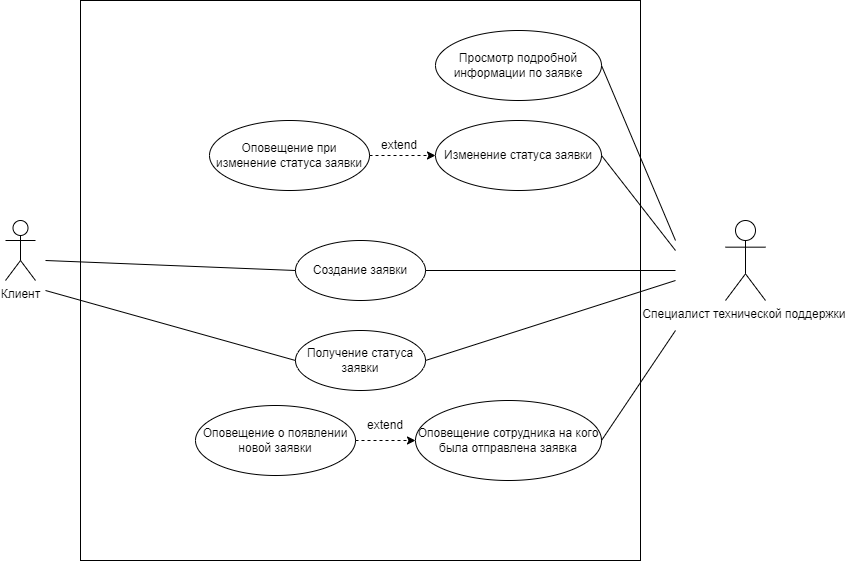 Просмотр подробной
информации по заявке
Оповещение при
изменение статуса заявки
extend
Изменение статуса заявки
Клиент
Создание заявки
Специалист технической поддержки
Получение статуса
заявки
Оповещение о появлении
новой заявки
extend
Оповещение сотрудника на кого
была отправлена заявка